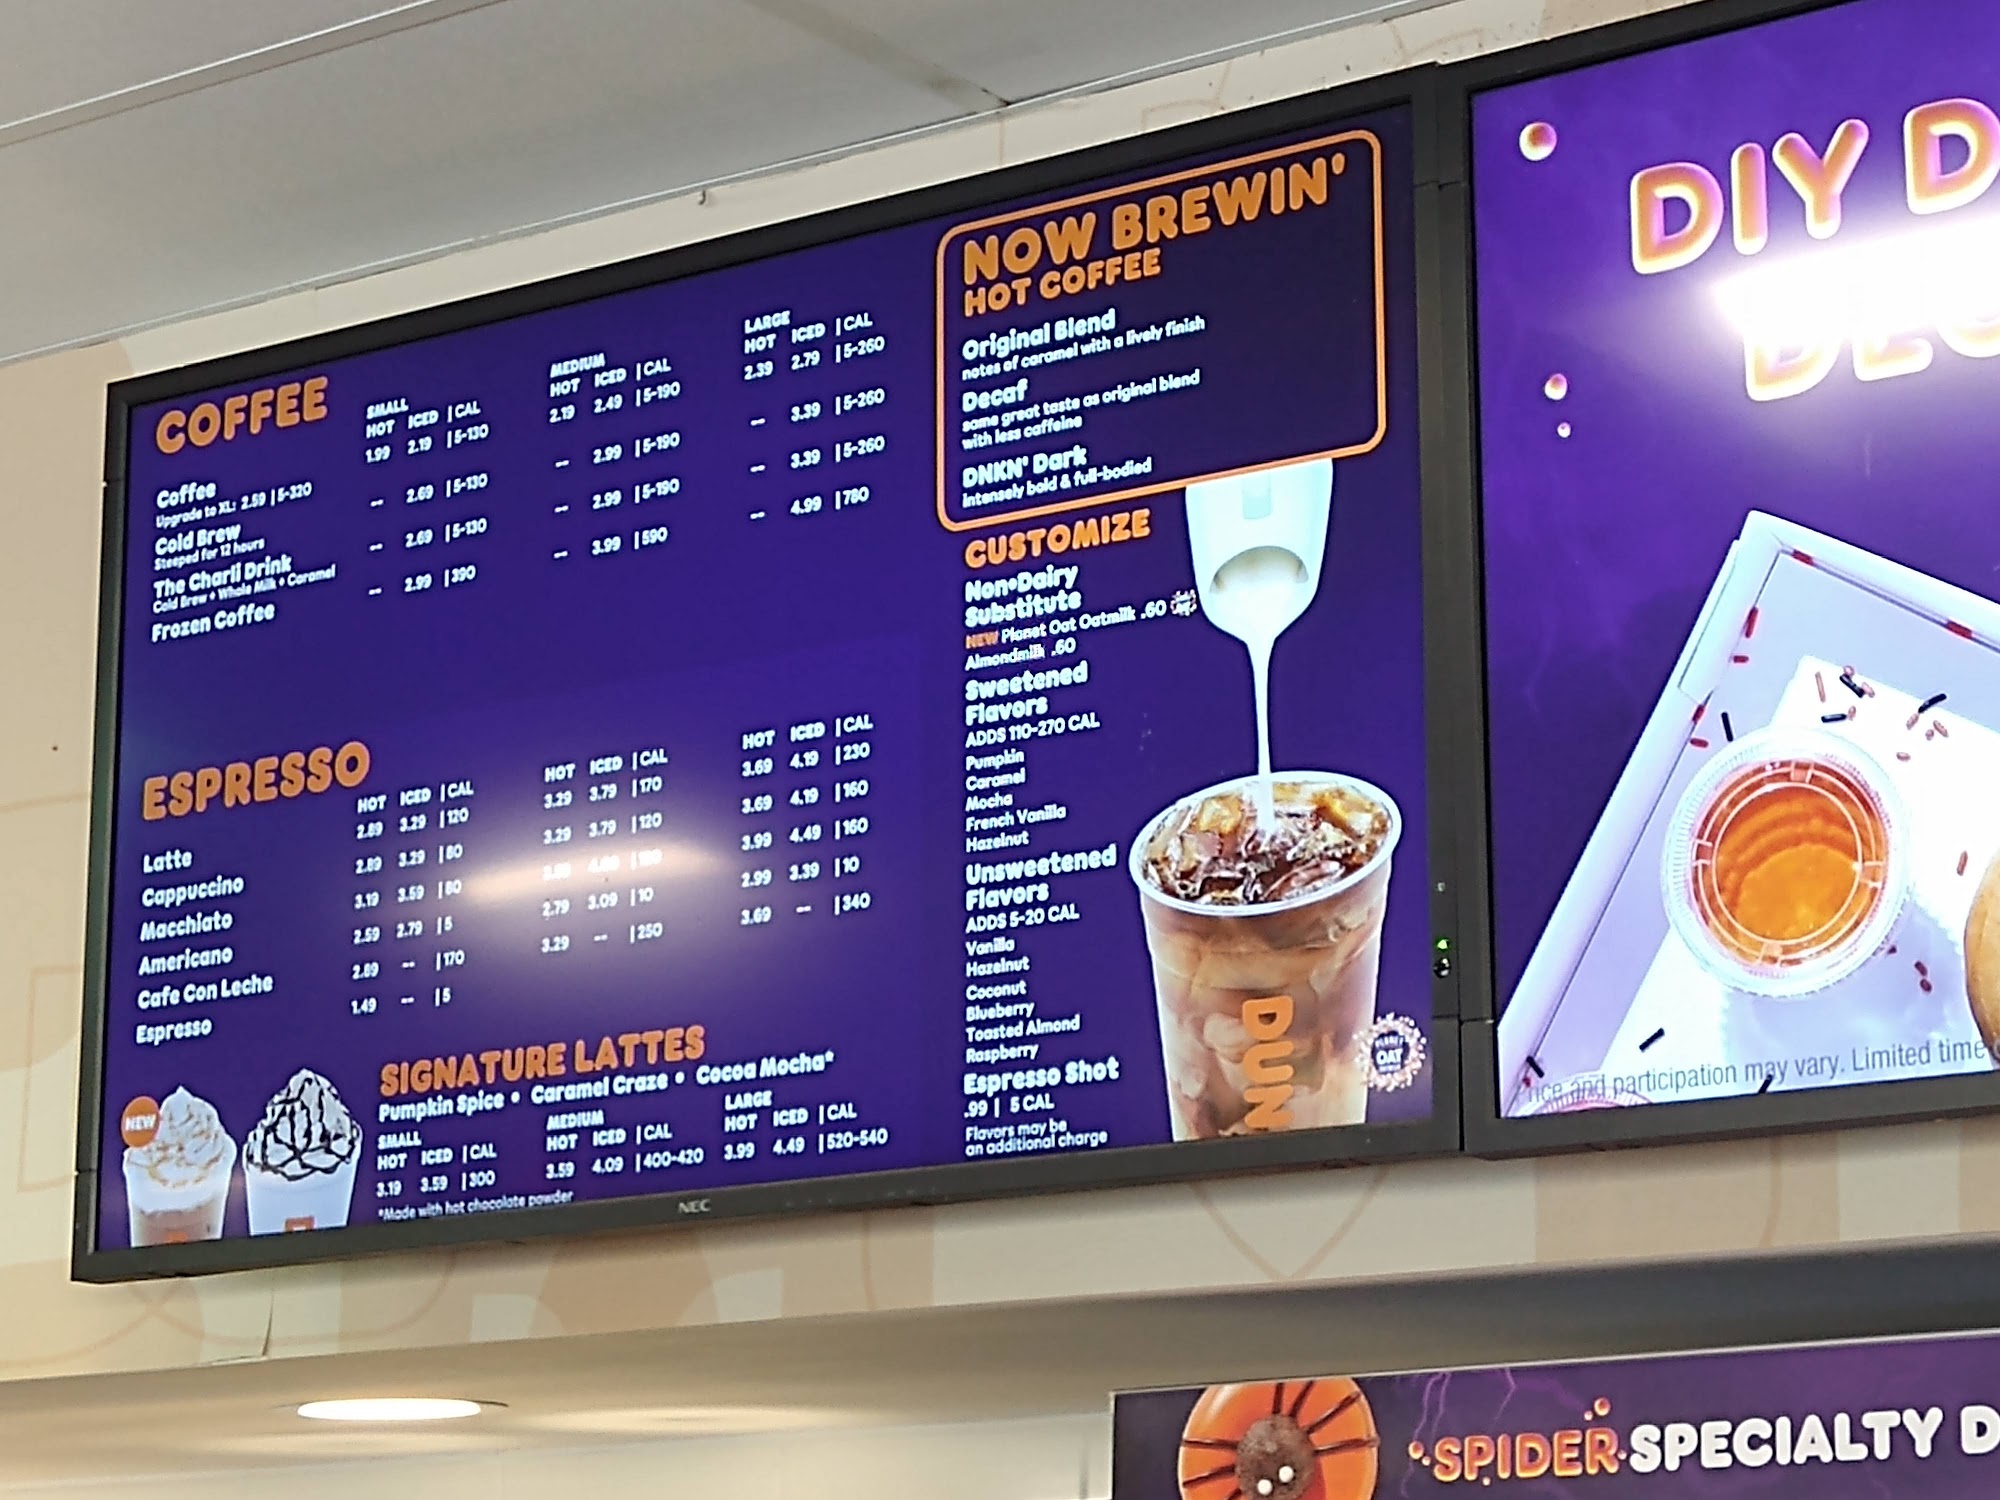 COFFEE
SMALL
HOT ICED | CAL
MEDIUM
HOT ICED | CAL
LARGE
HOT ICED | CAL
Coffee 1.99 2.19 | 5-130 2.19 2.49 | 5-190 2.39 2.79 | 5-260
Upgrade to XL: 2.59 | 5-320
Cold Brew -- 2.69 | 5-130 -- 2.99 | 5-190 -- 3.39 | 5-260
Steeped for 12 hours
The Charli Drink -- 2.69 | 5-130 -- 2.99 | 5-190 -- 3.39 | 5-260
Cold Brew + Whole Milk + Caramel
Frozen Coffee -- 2.99 | 390 -- 3.99 | 590 -- 4.99 | 780
ESPRESSO
HOT ICED | CAL HOT ICED | CAL HOT ICED | CAL
Latte 2.89 3.29 | 120 3.29 3.79 | 170 3.69 4.19 | 230
Cappuccino 2.89 3.29 | 80 3.29 3.79 | 120 3.69 4.19 | 160
Macchiato 3.19 3.59 | 80 3.99 4.49 | 160
Americano 2.59 2.79 | 5 2.79 3.09 | 10 2.99 3.39 | 10
Cafe Con Leche 2.89 -- | 170 3.29 -- | 250 3.69 -- | 340
Espresso 1.49 -- | 5
NEW
SIGNATURE LATTES
Pumpkin Spice • Caramel Craze • Cocoa Mocha*
SMALL
HOT ICED | CAL
3.19 3.59 | 300
MEDIUM
HOT ICED | CAL
3.59 4.09 | 400-420
LARGE
HOT ICED | CAL
3.99 4.49 | 520-540
*Made with hot chocolate powder
NEC
NOW BREWIN'
HOT COFFEE
Original Blend
notes of caramel with a lively finish
Decaf
same great taste as original blend
with less caffeine
DNKN' Dark
intensely bold & full-bodied
CUSTOMIZE
Non•Dairy
Substitute
NEW Planet Oat Oatmilk .60
Almondmilk .60
Sweetened
Flavors
ADDS 110-270 CAL
Pumpkin
Caramel
Mocha
French Vanilla
Hazelnut
Unsweetened
Flavors
ADDS 5-20 CAL
Vanilla
Hazelnut
Coconut
Blueberry
Toasted Almond
Raspberry
Espresso Shot
.99 | 5 CAL
Flavors may be
an additional charge
DUN
PLANET
OAT
DIY D
DEC
Price and participation may vary. Limited time
SPIDER SPECIALTY D